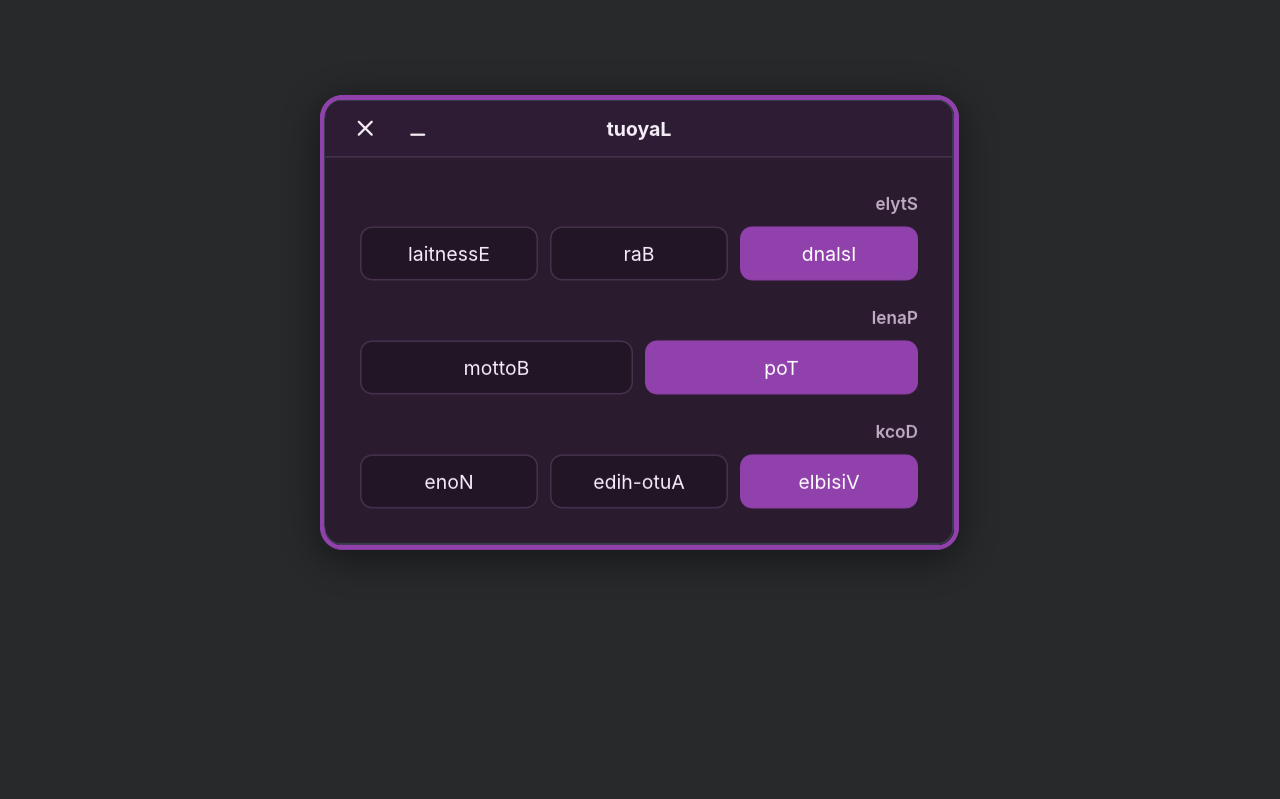 tuoyaL
elytS
laitnessE raB dnalsI
lenaP
mottoB poT
kcoD
enoN edih-otuA elbisiV